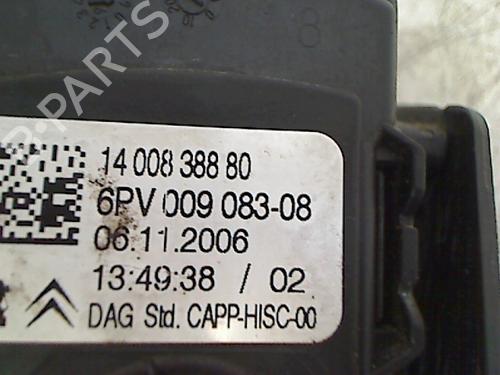 B-PARTS
14 008 388 80
6PV 009 083-08
06.11.2006
13:49:38 / 02
DAG Std. CAPP-HISC-00